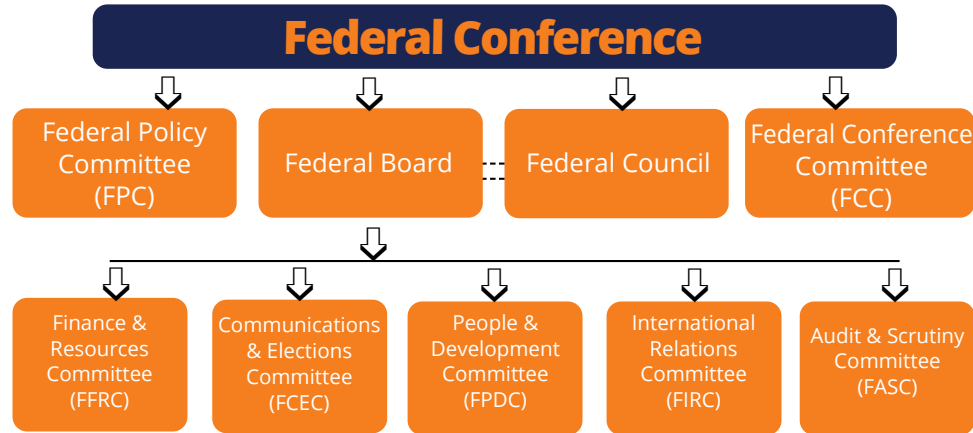 Federal Conference
Federal Policy
Committee
(FPC)
Federal Board
Federal Council
Federal Conference
Committee
(FCC)
Finance &
Resources
Committee
(FFRC)
Communications
& Elections
Committee
(FCEC)
People &
Development
Committee
(FPDC)
International
Relations
Committee
(FIRC)
Audit & Scrutiny
Committee
(FASC)